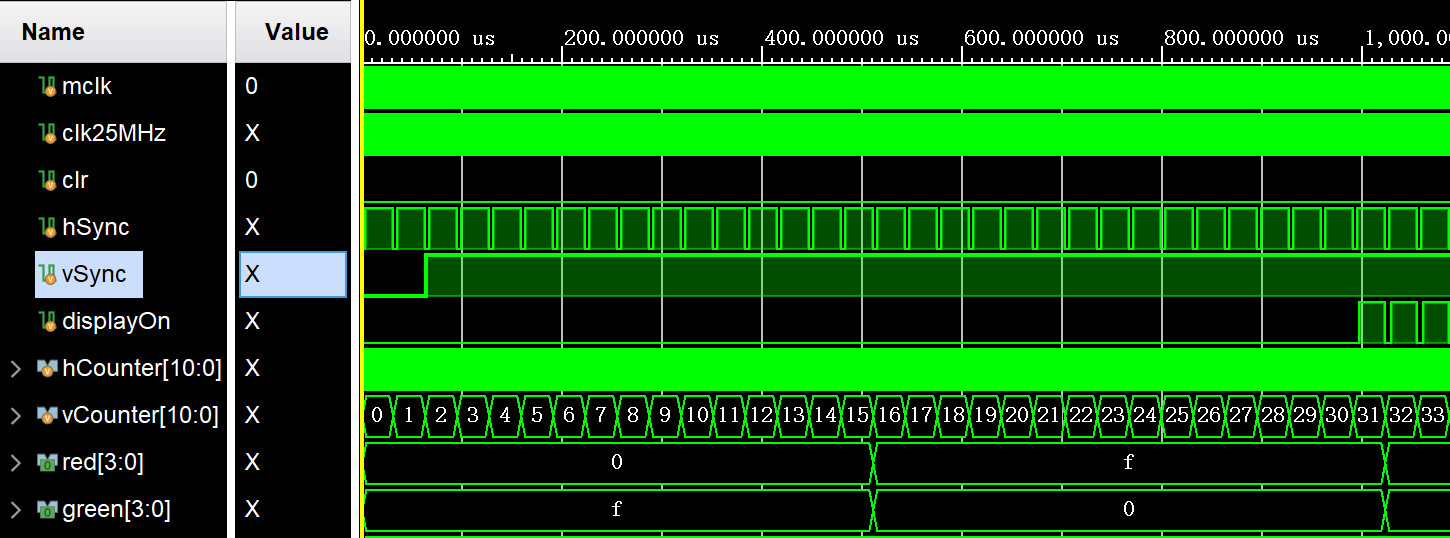 Name Value
0.000000 us 200.000000 us 400.000000 us 600.000000 us 800.000000 us 1,000.0
mclk 0
clk25MHz X
clr 0
hSync X
vSync X
displayOn X
hCounter[10:0] X
vCounter[10:0] X 0 1 2 3 4 5 6 7 8 9 10 11 12 13 14 15 16 17 18 19 20 21 22 23 24 25 26 27 28 29 30 31 32 33
red[3:0] X 0 f
green[3:0] X f 0